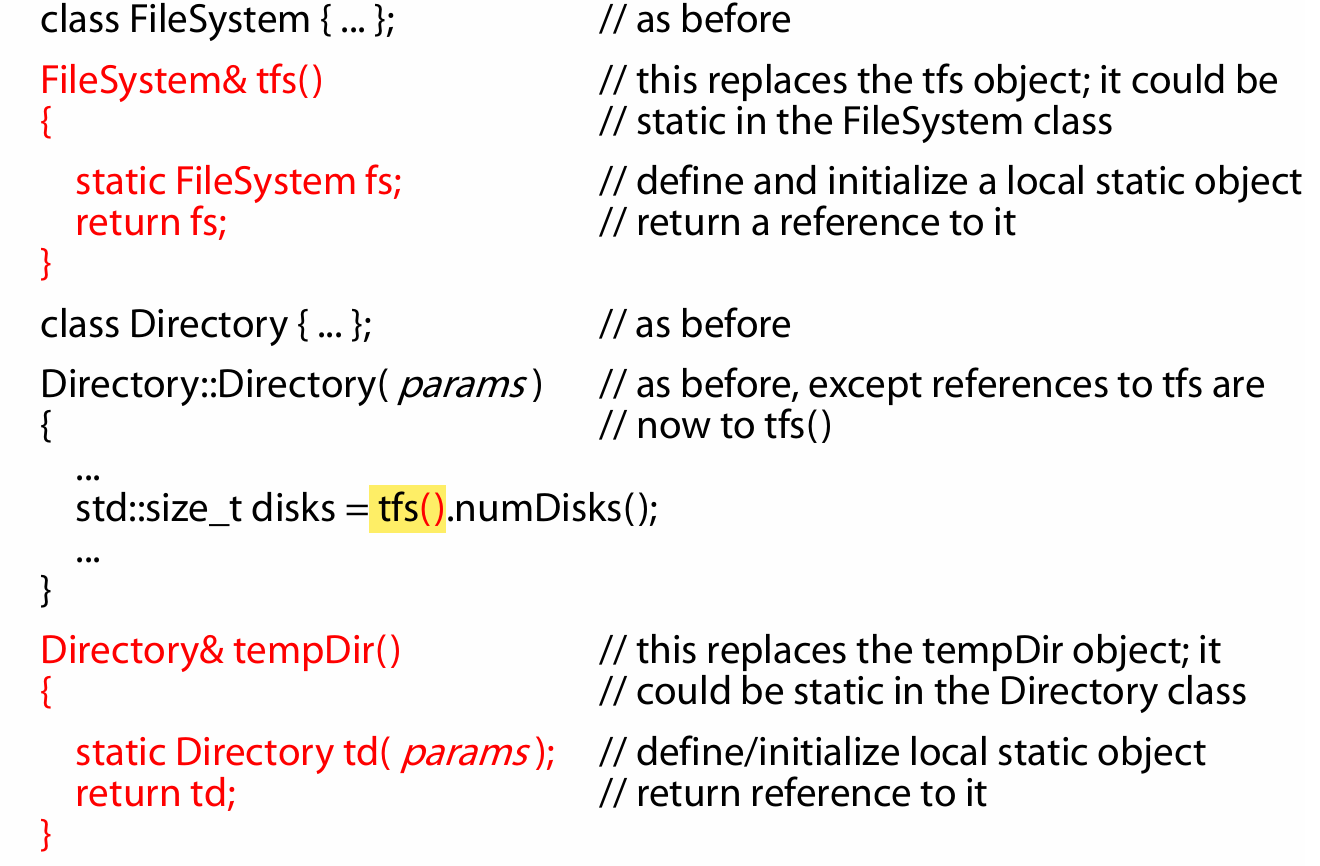 class FileSystem { ... }; // as before
FileSystem& tfs() // this replaces the tfs object; it could be
{ // static in the FileSystem class
static FileSystem fs; // define and initialize a local static object
return fs; // return a reference to it
}
class Directory { ... }; // as before
Directory::Directory( params ) // as before, except references to tfs are
{ // now to tfs()
...
std::size_t disks = tfs().numDisks();
...
}
Directory& tempDir() // this replaces the tempDir object; it
{ // could be static in the Directory class
static Directory td( params ); // define/initialize local static object
return td; // return reference to it
}